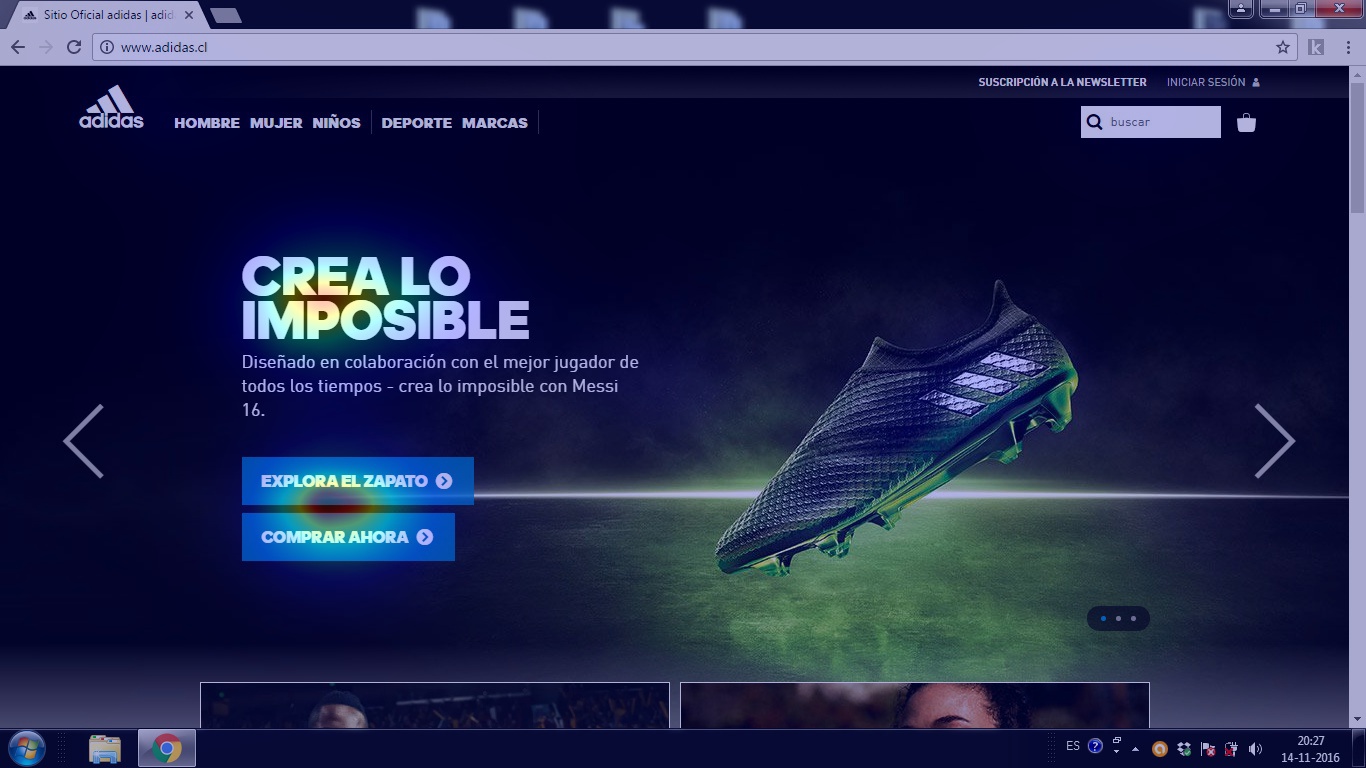 Sitio Oficial adidas | adid
www.adidas.cl
SUSCRIPCIÓN A LA NEWSLETTER INICIAR SESIÓN
adidas
HOMBRE MUJER NIÑOS DEPORTE MARCAS
buscar
CREA LO
IMPOSIBLE
Diseñado en colaboración con el mejor jugador de
todos los tiempos - crea lo imposible con Messi
16.
EXPLORA EL ZAPATO
COMPRAR AHORA
ES
20:27
14-11-2016